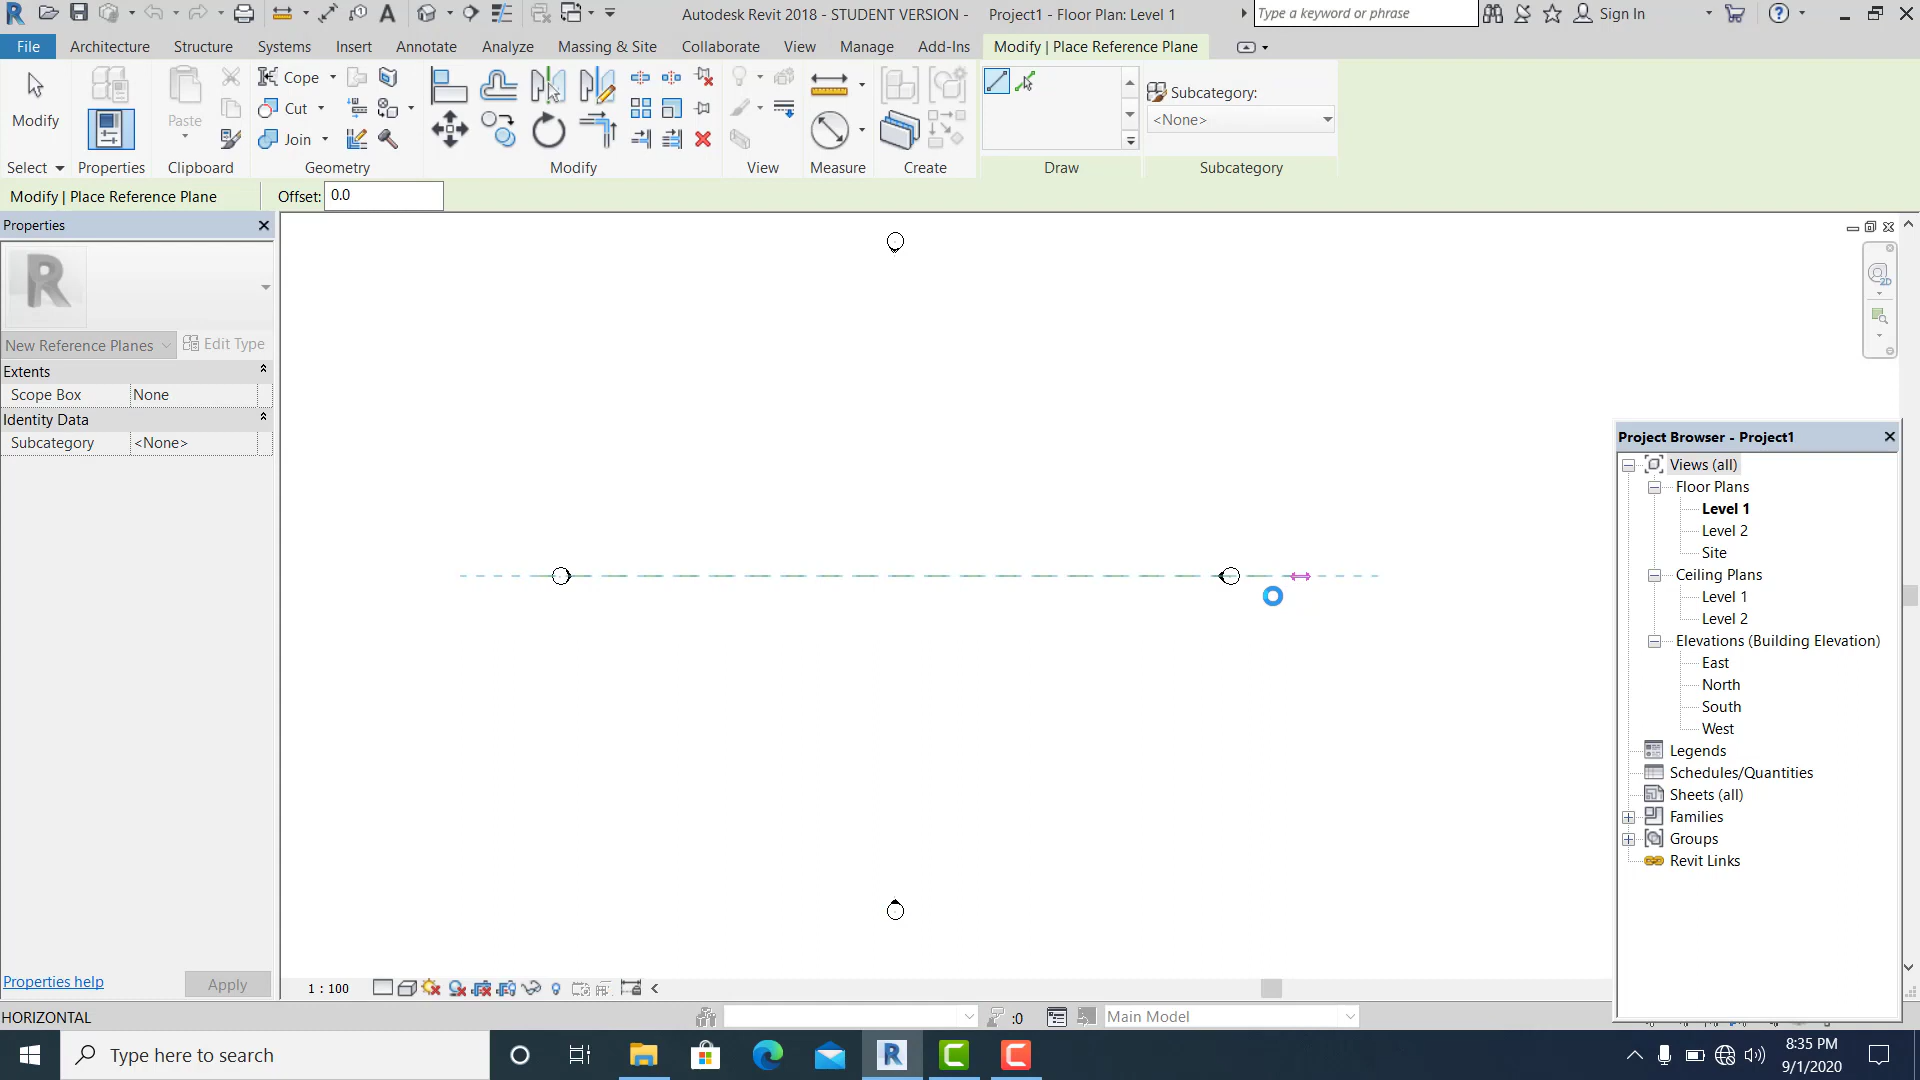 Autodesk Revit 2018 - STUDENT VERSION - Project1 - Floor Plan: Level 1
Type a keyword or phrase
Sign In
File Architecture Structure Systems Insert Annotate Analyze Massing & Site Collaborate View Manage Add-Ins Modify | Place Reference Plane
Modify
Paste
Cope
Cut
Join
Subcategory:
<None>
Select Properties Clipboard Geometry Modify View Measure Create Draw Subcategory
Modify | Place Reference Plane Offset: 0.0
Properties
R
New Reference Planes Edit Type
Extents
Scope Box None
Identity Data
Subcategory <None>
Properties help Apply
2D
Project Browser - Project1
Views (all)
Floor Plans
Level 1
Level 2
Site
Ceiling Plans
Level 1
Level 2
Elevations (Building Elevation)
East
North
South
West
Legends
Schedules/Quantities
Sheets (all)
Families
Groups
Revit Links
1 : 100
HORIZONTAL
:0
Main Model
Type here to search
8:35 PM
9/1/2020